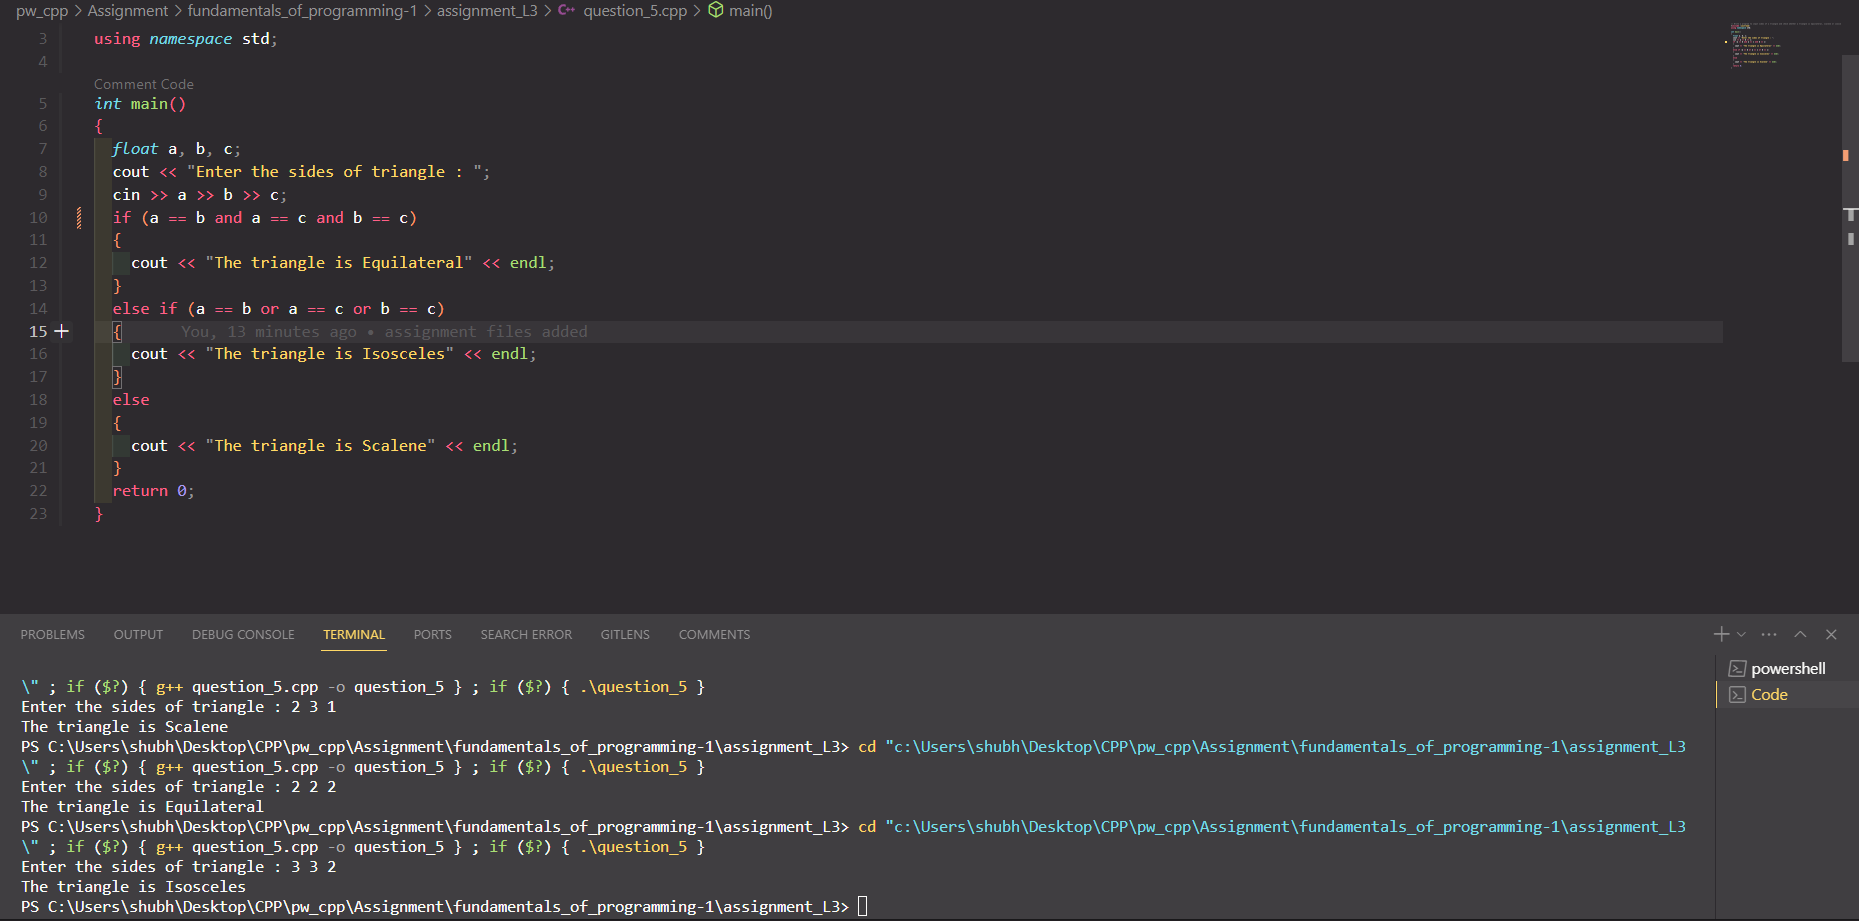 pw_cpp > Assignment > fundamentals_of_programming-1 > assignment_L3 > C++ question_5.cpp > main()
3 using namespace std;
4
Comment Code
5 int main()
6 {
7 float a, b, c;
8 cout << "Enter the sides of triangle : ";
9 cin >> a >> b >> c;
10 if (a == b and a == c and b == c)
11 {
12 cout << "The triangle is Equilateral" << endl;
13 }
14 else if (a == b or a == c or b == c)
15 { You, 13 minutes ago • assignment files added
16 cout << "The triangle is Isosceles" << endl;
17 }
18 else
19 {
20 cout << "The triangle is Scalene" << endl;
21 }
22 return 0;
23 }
PROBLEMS OUTPUT DEBUG CONSOLE TERMINAL PORTS SEARCH ERROR GITLENS COMMENTS
\" ; if ($?) { g++ question_5.cpp -o question_5 } ; if ($?) { .\question_5 }
Enter the sides of triangle : 2 3 1
The triangle is Scalene
PS C:\Users\shubh\Desktop\CPP\pw_cpp\Assignment\fundamentals_of_programming-1\assignment_L3> cd "c:\Users\shubh\Desktop\CPP\pw_cpp\Assignment\fundamentals_of_programming-1\assignment_L3
\" ; if ($?) { g++ question_5.cpp -o question_5 } ; if ($?) { .\question_5 }
Enter the sides of triangle : 2 2 2
The triangle is Equilateral
PS C:\Users\shubh\Desktop\CPP\pw_cpp\Assignment\fundamentals_of_programming-1\assignment_L3> cd "c:\Users\shubh\Desktop\CPP\pw_cpp\Assignment\fundamentals_of_programming-1\assignment_L3
\" ; if ($?) { g++ question_5.cpp -o question_5 } ; if ($?) { .\question_5 }
Enter the sides of triangle : 3 3 2
The triangle is Isosceles
PS C:\Users\shubh\Desktop\CPP\pw_cpp\Assignment\fundamentals_of_programming-1\assignment_L3>
powershell
Code